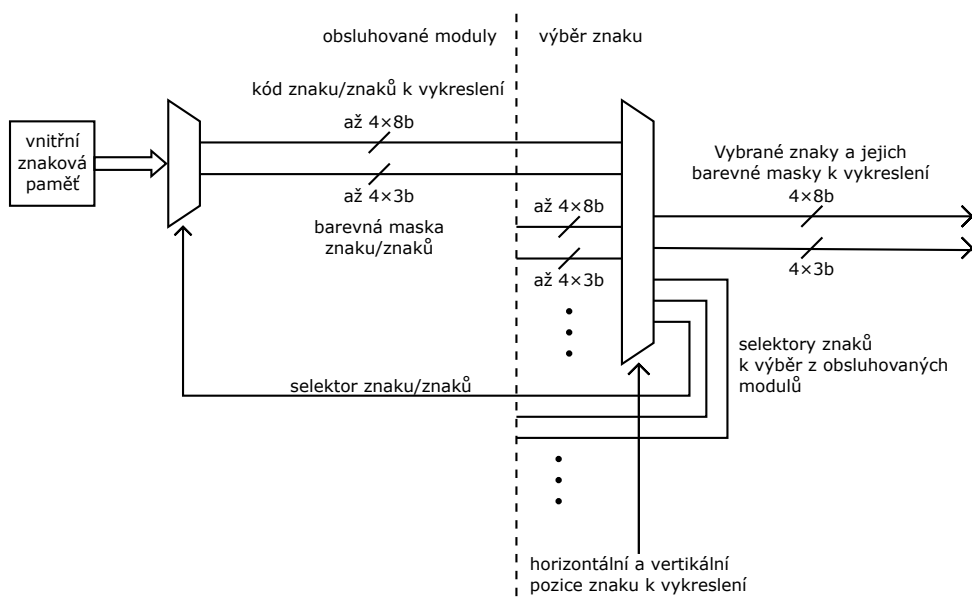 obsluhované moduly
výběr znaku
kód znaku/znaků k vykreslení
až 4×8b
vnitřní
znaková
paměť
až 4×3b
barevná maska
znaku/znaků
až 4×8b
až 4×3b
Vybrané znaky a jejich
barevné masky k vykreslení
4×8b
4×3b
selektory znaků
k výběr z obsluhovaných
modulů
selektor znaku/znaků
horizontální a vertikální
pozice znaku k vykreslení